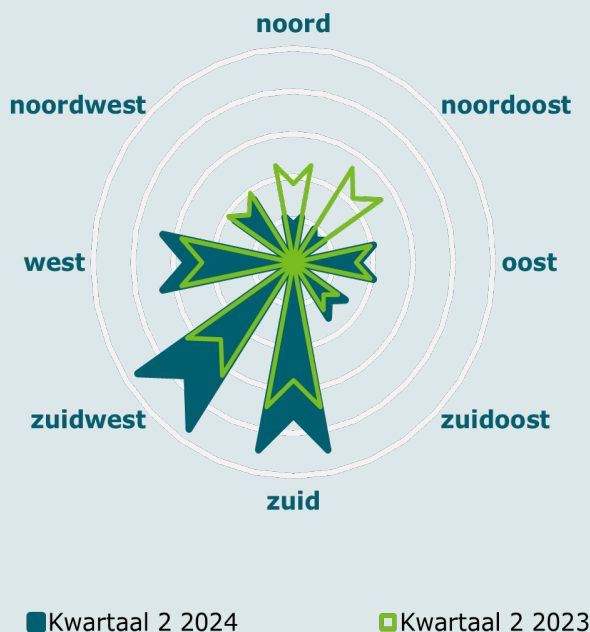 noord
noordwest noordoost
west oost
zuidwest zuidoost
zuid
Kwartaal 2 2024 Kwartaal 2 2023